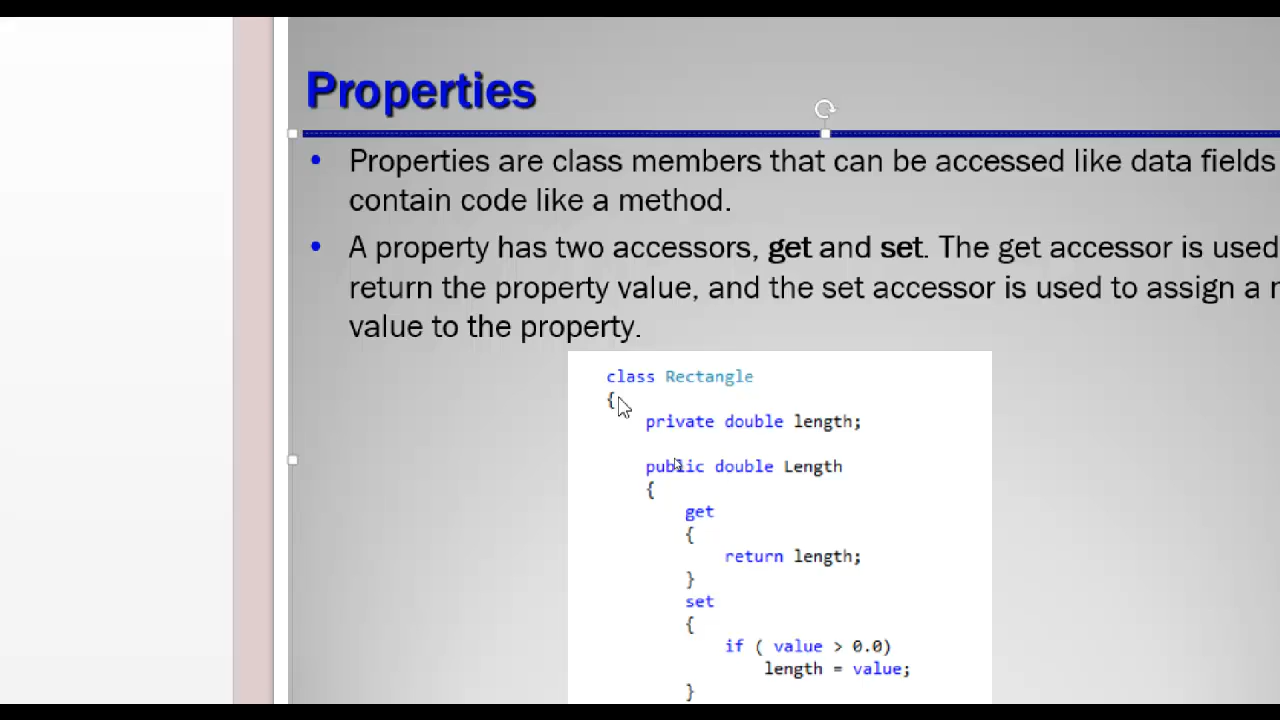 Properties
• Properties are class members that can be accessed like data fields
contain code like a method.
• A property has two accessors, get and set. The get accessor is used
return the property value, and the set accessor is used to assign a
value to the property.
class Rectangle
{
private double length;
public double Length
{
get
{
return length;
}
set
{
if ( value > 0.0)
length = value;
}